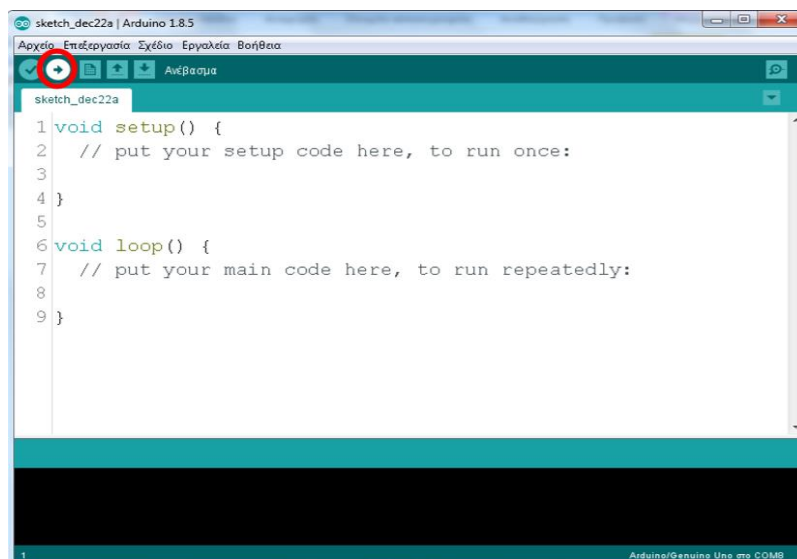 sketch_dec22a | Arduino 1.8.5
Αρχείο Επεξεργασία Σχέδιο Εργαλεία Βοήθεια
Ανέβασμα
sketch_dec22a
1 void setup() {
2 // put your setup code here, to run once:
3
4 }
5
6 void loop() {
7 // put your main code here, to run repeatedly:
8
9 }
1 Arduino/Genuino Uno στο COM8